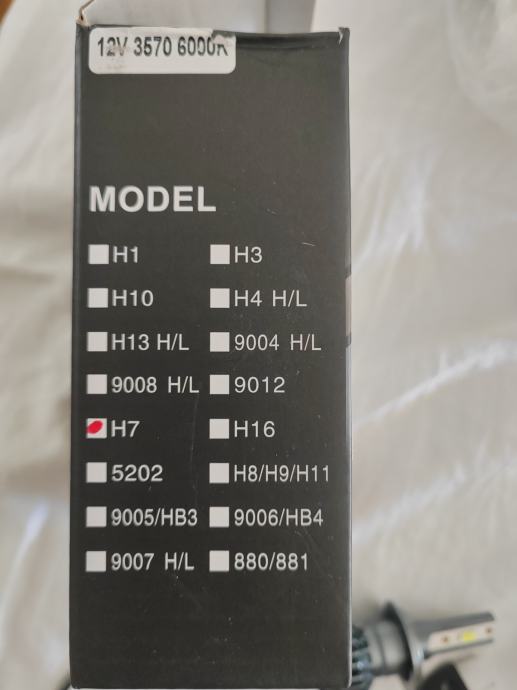 12V 3570 6000K
MODEL
H1 H3
H10 H4 H/L
H13 H/L 9004 H/L
9008 H/L 9012
H7 H16
5202 H8/H9/H11
9005/HB3 9006/HB4
9007 H/L 880/881